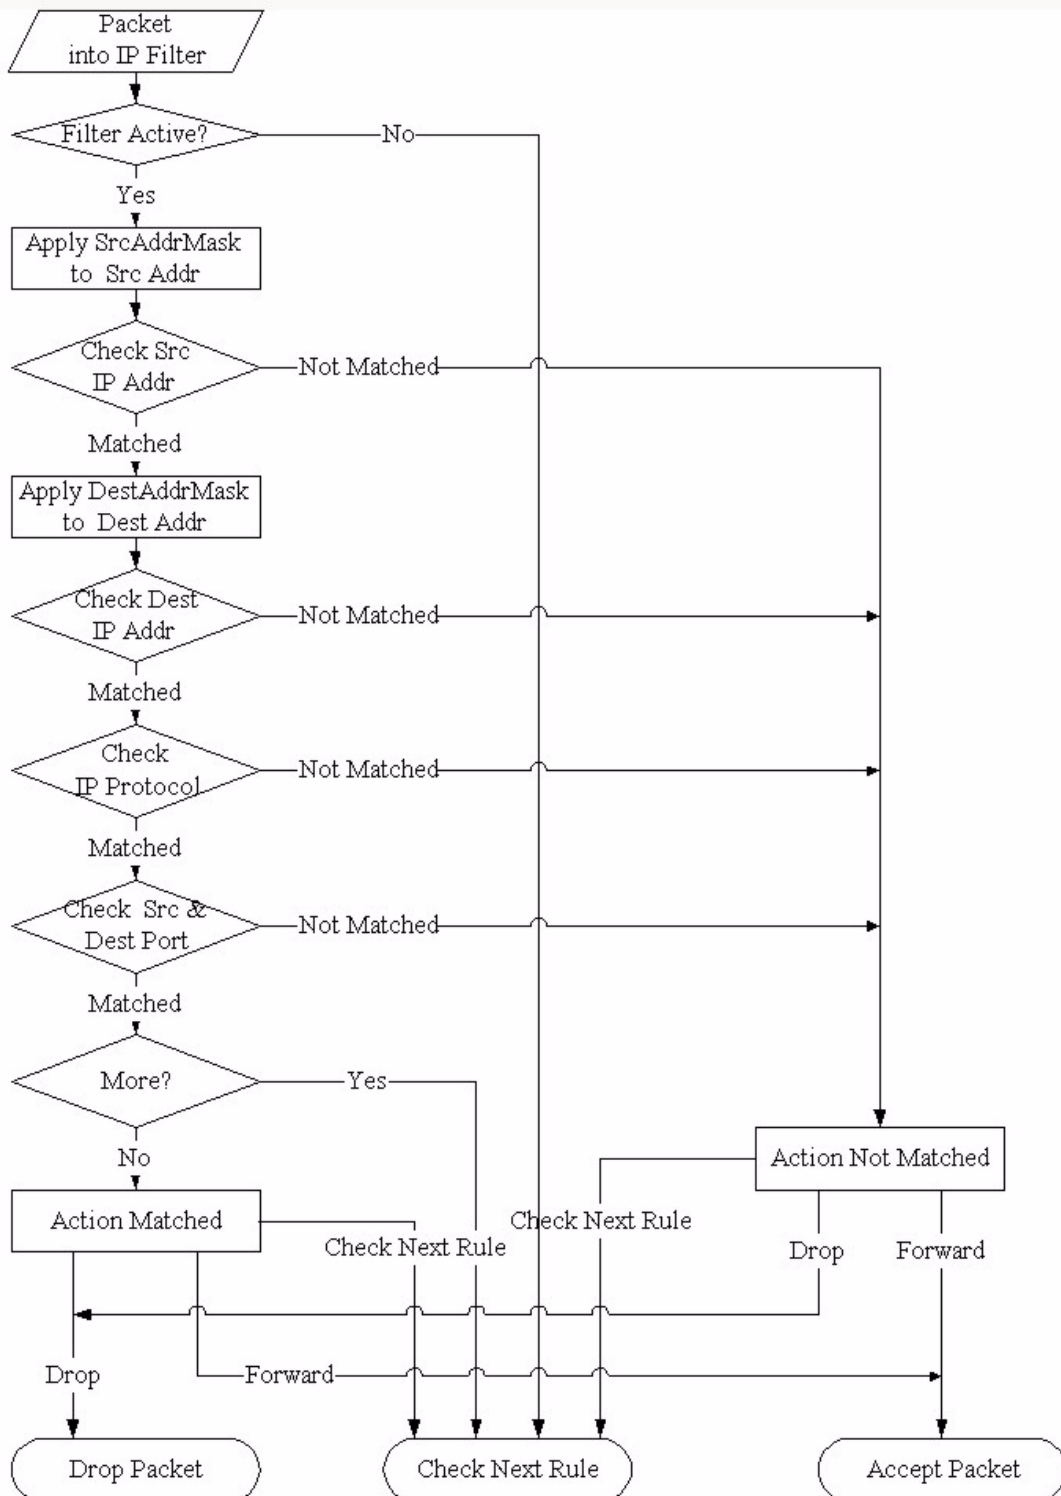 Packet
into IP Filter
Filter Active?
No
Yes
Apply SrcAddrMask
to Src Addr
Check Src
IP Addr
Not Matched
Matched
Apply DestAddrMask
to Dest Addr
Check Dest
IP Addr
Not Matched
Matched
Check
IP Protocol
Not Matched
Matched
Check Src &
Dest Port
Not Matched
Matched
More?
Yes
No
Action Not Matched
Action Matched
Check Next Rule
Check Next Rule
Drop
Forward
Drop
Forward
Drop Packet
Check Next Rule
Accept Packet